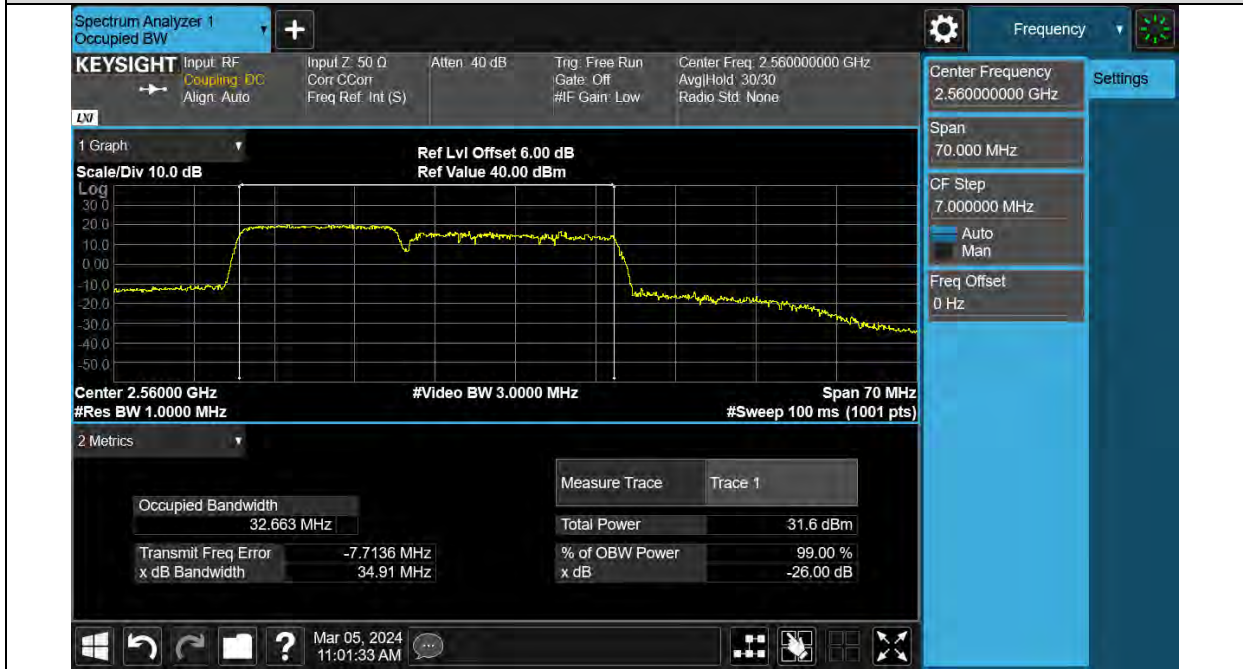 Spectrum Analyzer 1
Occupied BW
+
Frequency
KEYSIGHT
Input: RF
Coupling: DC
Align: Auto
Input Z: 50 Ω
Corr CCorr
Freq Ref: Int (S)
Atten: 40 dB
Trig: Free Run
Gate: Off
#IF Gain: Low
Center Freq: 2.560000000 GHz
Avg|Hold: 30/30
Radio Std: None
LXI
Center Frequency
2.560000000 GHz
Settings
Span
70.000 MHz
CF Step
7.000000 MHz
Auto
Man
Freq Offset
0 Hz
1 Graph
Scale/Div 10.0 dB
Ref Lvl Offset 6.00 dB
Ref Value 40.00 dBm
Log
30.0
20.0
10.0
0.00
-10.0
-20.0
-30.0
-40.0
-50.0
Center 2.56000 GHz
#Video BW 3.0000 MHz
Span 70 MHz
#Res BW 1.0000 MHz
#Sweep 100 ms (1001 pts)
2 Metrics
Measure Trace Trace 1
Occupied Bandwidth
32.663 MHz
Total Power 31.6 dBm
Transmit Freq Error -7.7136 MHz
% of OBW Power 99.00 %
x dB Bandwidth 34.91 MHz
x dB -26.00 dB
?
Mar 05, 2024
11:01:33 AM